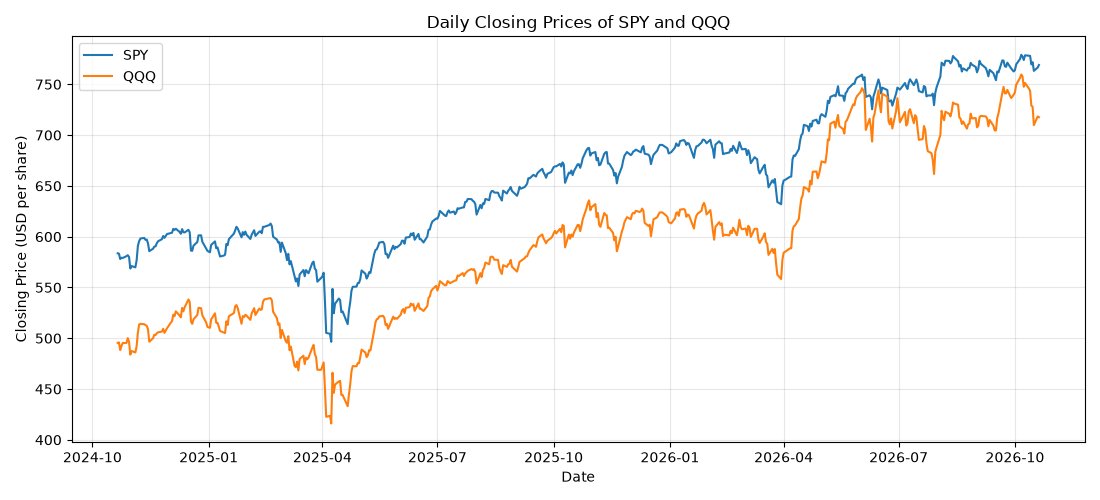 Daily Closing Prices of SPY and QQQ
SPY
QQQ
Closing Price (USD per share)
750
700
650
600
550
500
450
400
2024-10 2025-01 2025-04 2025-07 2025-10 2026-01 2026-04 2026-07 2026-10
Date